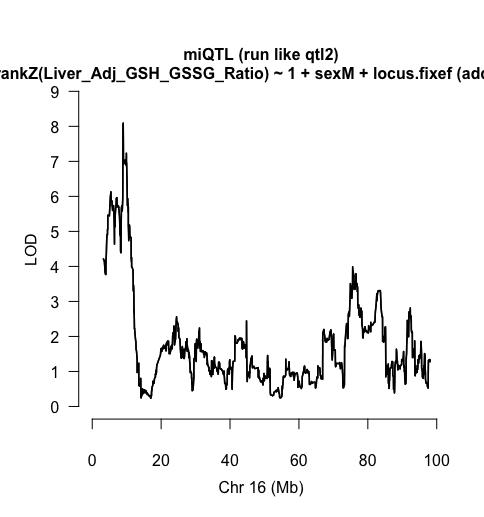 miQTL (run like qtl2)
rankZ(Liver_Adj_GSH_GSSG_Ratio) ~ 1 + sexM + locus.fixef (add
9
8
7
6
5
4
3
2
1
0
LOD
0 20 40 60 80 100
Chr 16 (Mb)